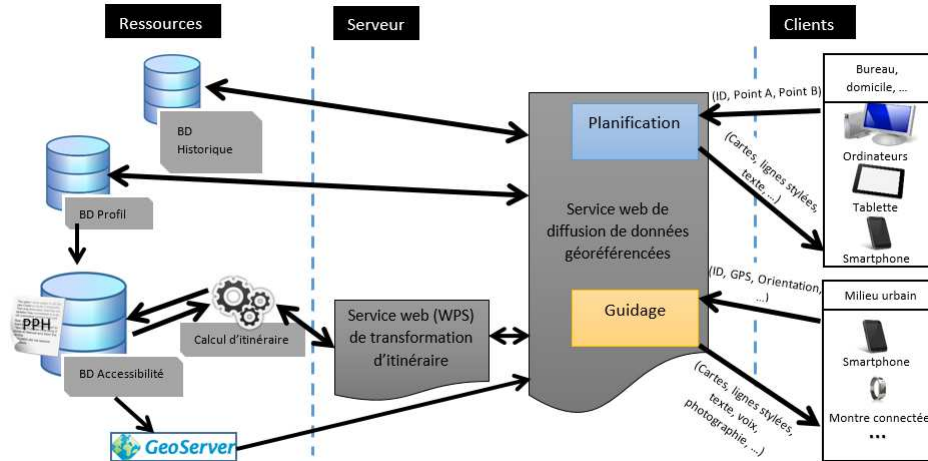 Ressources
Serveur
Clients
BD
Historique
BD Profil
PPH
BD Accessibilité
Calcul d'itinéraire
GeoServer
Service web (WPS)
de transformation
d'itinéraire
Planification
Service web de
diffusion de données
géoréférencées
Guidage
(ID, Point A, Point B)
(Cartes, lignes stylées,
texte, ...)
(ID, GPS, Orientation,
...)
(Cartes, lignes stylées,
texte, voix,
photographie, ...)
Bureau,
domicile, ...
Ordinateurs
Tablette
Smartphone
Milieu urbain
Smartphone
Montre connectée
...